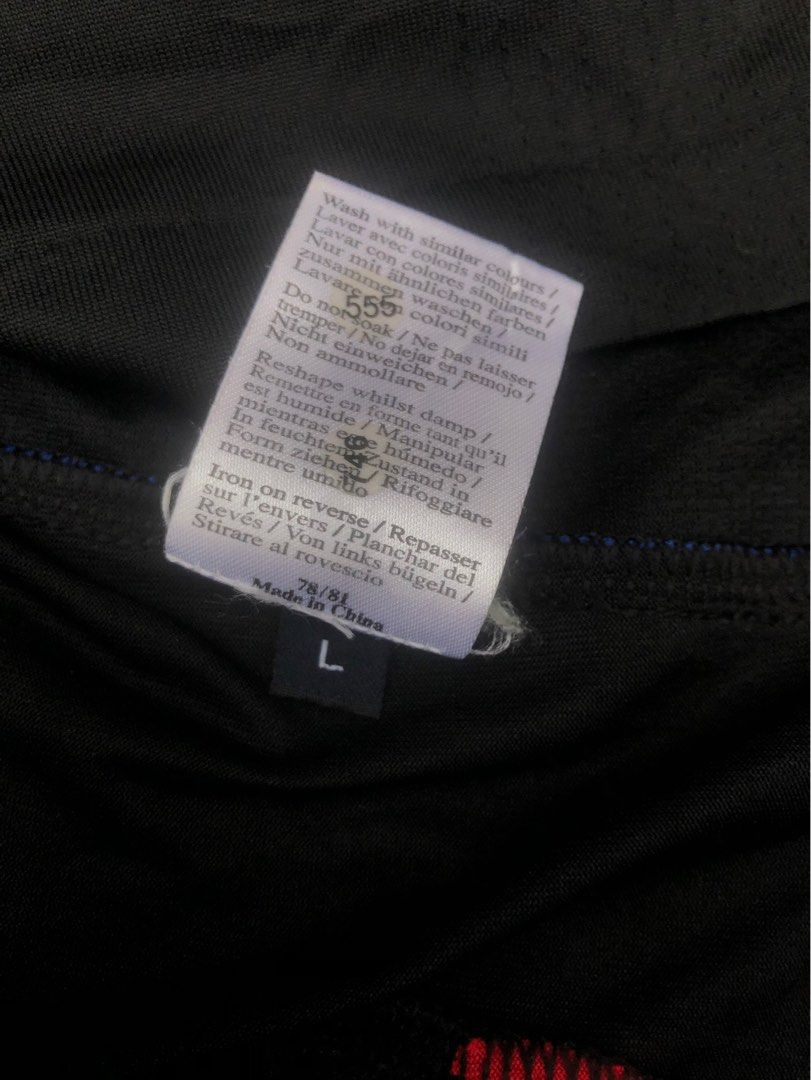 Wash with similar colours /
Laver avec coloris similaires /
Lavar con colores similares /
Nur mit ähnlichen farben
zusammen waschen /
Lavare colori simili
555
Do not soak / Ne pas laisser
tremper / No dejar en remojo /
Nicht einweichen /
Non ammollare
Reshape whilst damp /
Remettre en forme tant qu'il
est humide / Manipular
mientras húmedo /
In feuchten Zustand in
Form ziehen / Rifoggiare
mentre umido
Iron on reverse / Repasser
sur l'envers / Planchar del
Revés / Von links bügeln /
Stirare al rovescio
78/81
Made in China
L